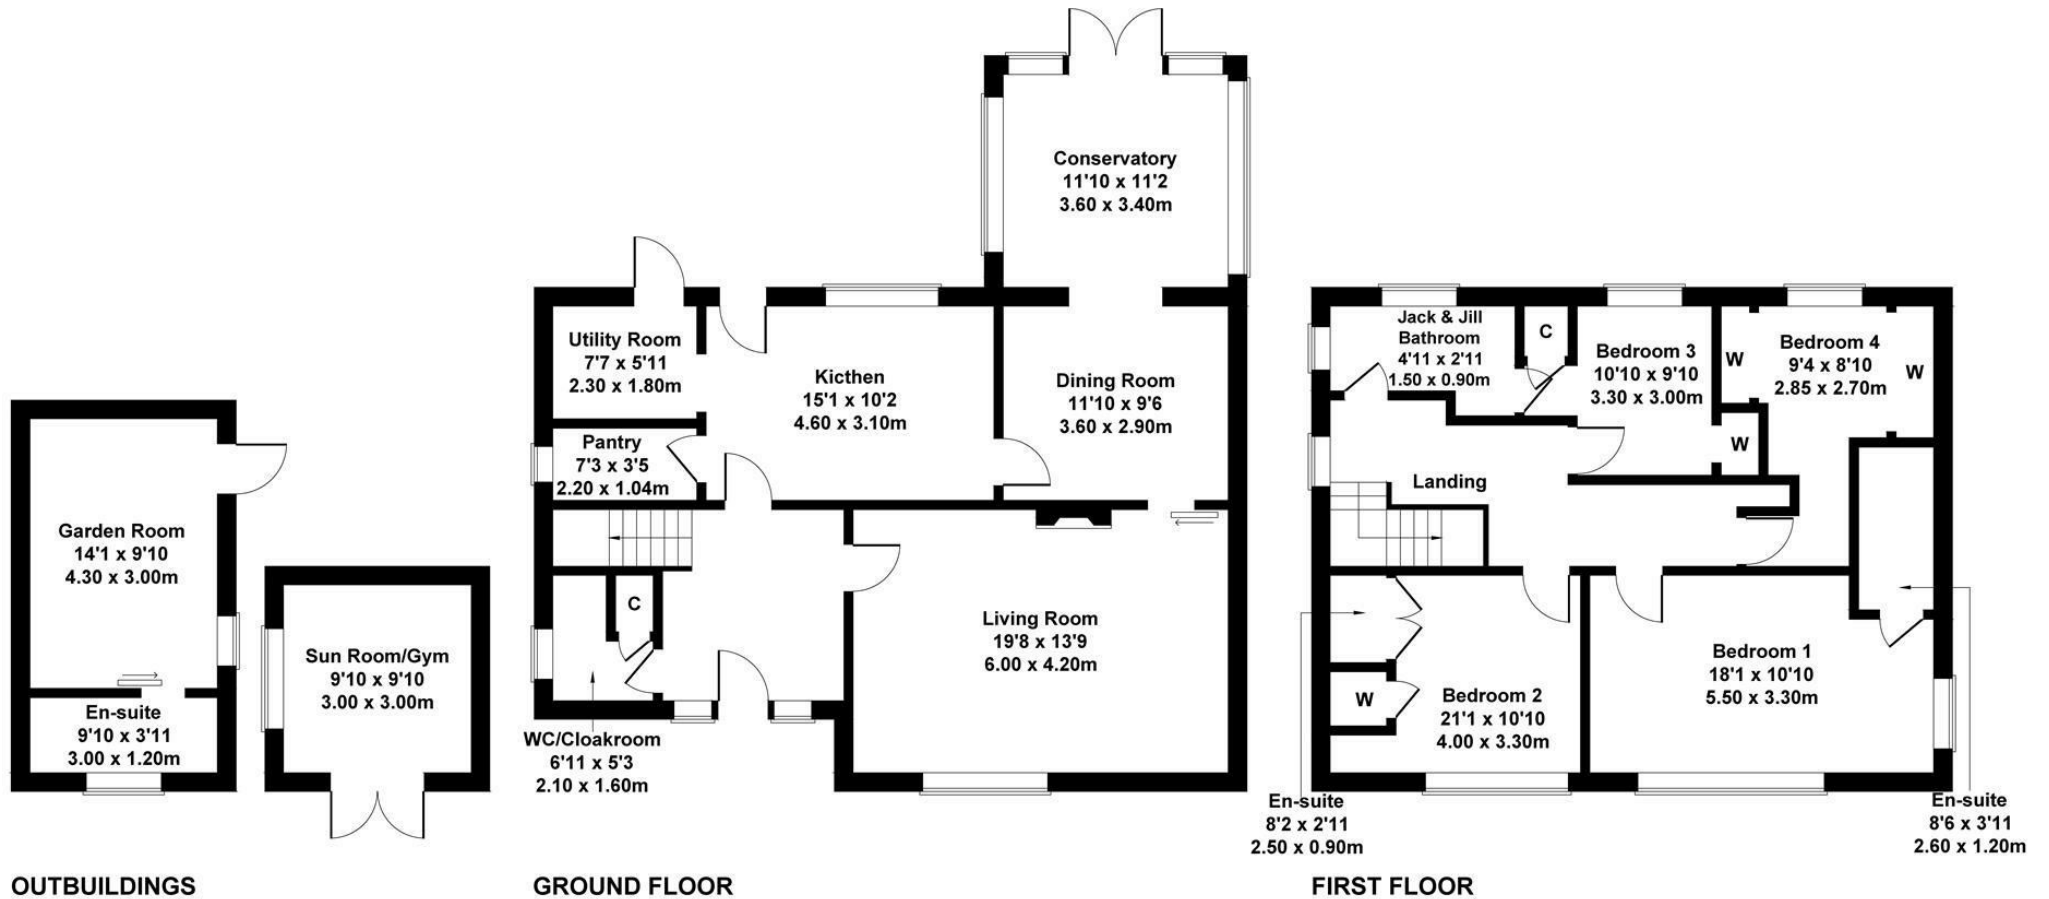 Garden Room
14'1 x 9'10
4.30 x 3.00m
En-suite
9'10 x 3'11
3.00 x 1.20m
Sun Room/Gym
9'10 x 9'10
3.00 x 3.00m
OUTBUILDINGS
Conservatory
11'10 x 11'2
3.60 x 3.40m
Utility Room
7'7 x 5'11
2.30 x 1.80m
Kicthen
15'1 x 10'2
4.60 x 3.10m
Dining Room
11'10 x 9'6
3.60 x 2.90m
Pantry
7'3 x 3'5
2.20 x 1.04m
C
Living Room
19'8 x 13'9
6.00 x 4.20m
WC/Cloakroom
6'11 x 5'3
2.10 x 1.60m
GROUND FLOOR
Jack & Jill
Bathroom
4'11 x 2'11
1.50 x 0.90m
C
Bedroom 3
10'10 x 9'10
3.30 x 3.00m
W
Bedroom 4
9'4 x 8'10
2.85 x 2.70m
W
W
Landing
W
Bedroom 2
21'1 x 10'10
4.00 x 3.30m
Bedroom 1
18'1 x 10'10
5.50 x 3.30m
En-suite
8'2 x 2'11
2.50 x 0.90m
En-suite
8'6 x 3'11
2.60 x 1.20m
FIRST FLOOR